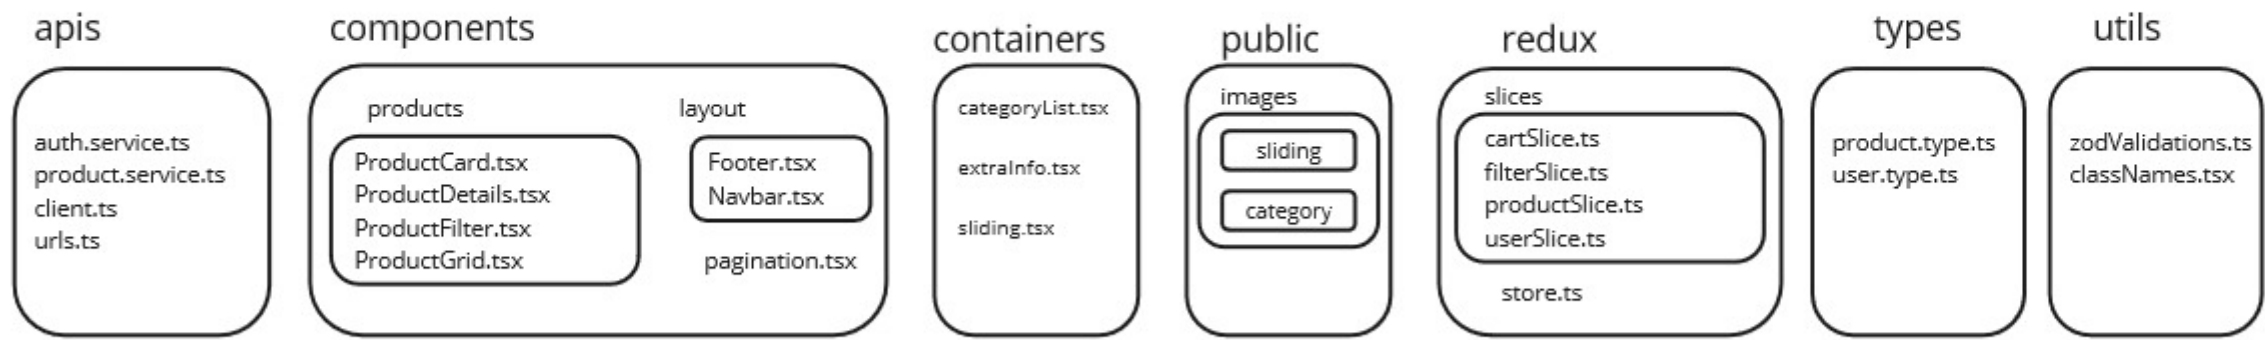 apis
auth.service.ts
product.service.ts
client.ts
urls.ts
components
products
ProductCard.tsx
ProductDetails.tsx
ProductFilter.tsx
ProductGrid.tsx
layout
Footer.tsx
Navbar.tsx
pagination.tsx
containers
categoryList.tsx
extraInfo.tsx
sliding.tsx
public
images
sliding
category
redux
slices
cartSlice.ts
filterSlice.ts
productSlice.ts
userSlice.ts
store.ts
types
product.type.ts
user.type.ts
utils
zodValidations.ts
classNames.tsx